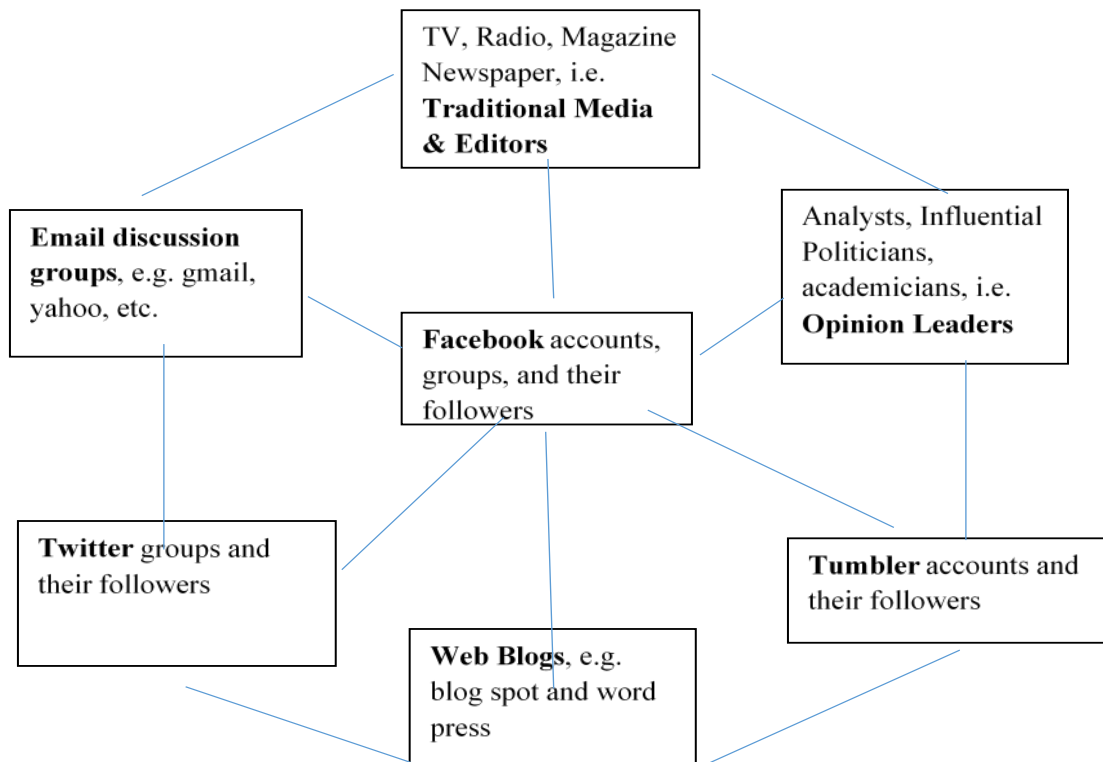 TV, Radio, Magazine
Newspaper, i.e.
Traditional Media
& Editors
Email discussion
groups, e.g. gmail,
yahoo, etc.
Analysts, Influential
Politicians,
academicians, i.e.
Opinion Leaders
Facebook accounts,
groups, and their
followers
Twitter groups and
their followers
Tumbler accounts and
their followers
Web Blogs, e.g.
blog spot and word
press